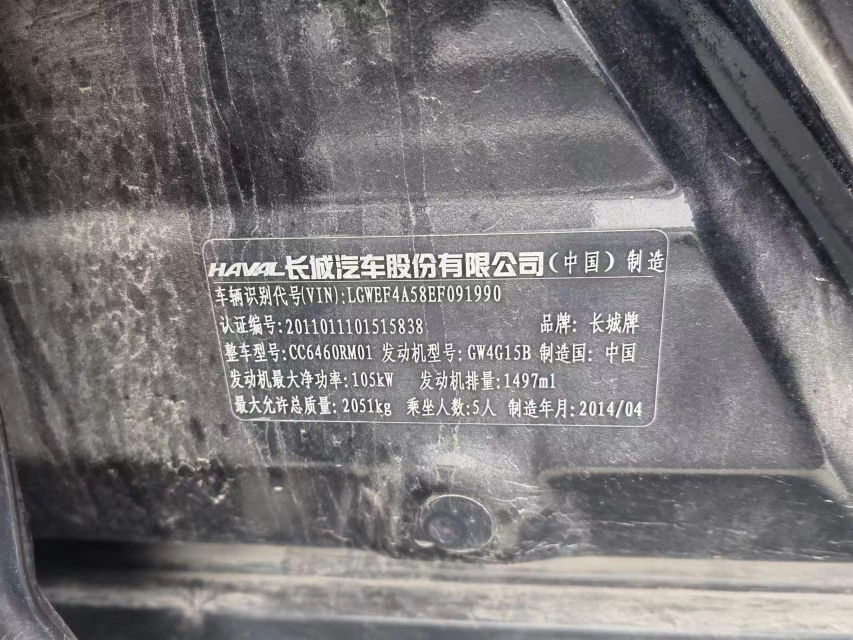 HAVAL长城汽车股份有限公司(中国)制造
车辆识别代号(VIN):LGWEF4A58EF091990
认证编号:2011011101515838 品牌: 长城牌
整车型号:CC6460RM01 发动机型号:GW4G15B 制造国: 中国
发动机最大净功率:105kW 发动机排量:1497ml
最大允许总质量: 2051kg 乘坐人数:5人 制造年月:2014/04